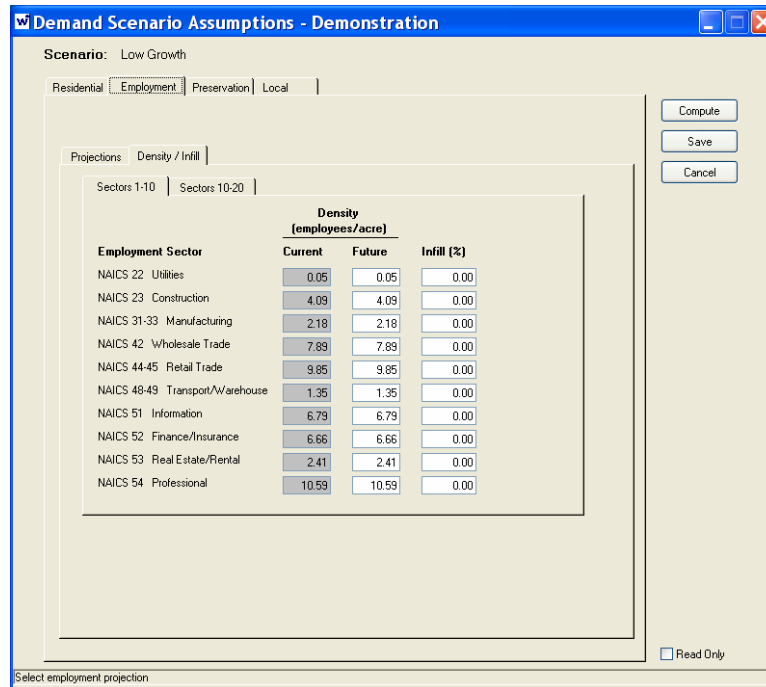 Demand Scenario Assumptions - Demonstration
Scenario: Low Growth
Residential Employment Preservation Local
Compute
Save
Cancel
Projections Density / Infill
Sectors 1-10 Sectors 10-20
Density
(employees/acre)
Employment Sector Current Future Infill (%)
NAICS 22 Utilities 0.05 0.05 0.00
NAICS 23 Construction 4.09 4.09 0.00
NAICS 31-33 Manufacturing 2.18 2.18 0.00
NAICS 42 Wholesale Trade 7.89 7.89 0.00
NAICS 44-45 Retail Trade 9.85 9.85 0.00
NAICS 48-49 Transport/Warehouse 1.35 1.35 0.00
NAICS 51 Information 6.79 6.79 0.00
NAICS 52 Finance/Insurance 6.66 6.66 0.00
NAICS 53 Real Estate/Rental 2.41 2.41 0.00
NAICS 54 Professional 10.59 10.59 0.00
Read Only
Select employment projection